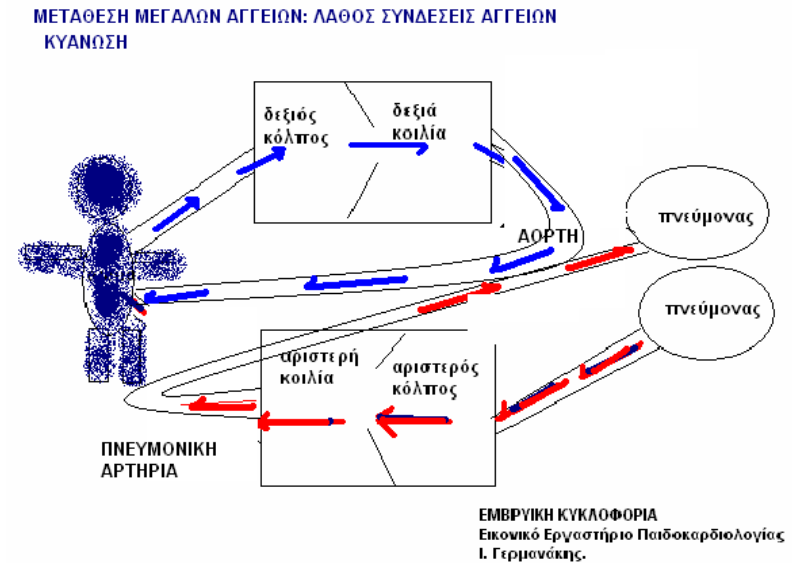 ΜΕΤΑΘΕΣΗ ΜΕΓΑΛΩΝ ΑΓΓΕΙΩΝ: ΛΑΘΟΣ ΣΥΝΔΕΣΕΙΣ ΑΓΓΕΙΩΝ
ΚΥΑΝΩΣΗ
δεξιός
κόλπος
δεξιά
κοιλία
πνεύμονας
ΑΟΡΤΗ
πνεύμονας
αριστερή
κοιλία
αριστερός
κόλπος
ΠΝΕΥΜΟΝΙΚΗ
ΑΡΤΗΡΙΑ
ΕΜΒΡΥΙΚΗ ΚΥΚΛΟΦΟΡΙΑ
Εικονικό Εργαστήριο Παιδοκαρδιολογίας
Ι. Γερμανάκης.